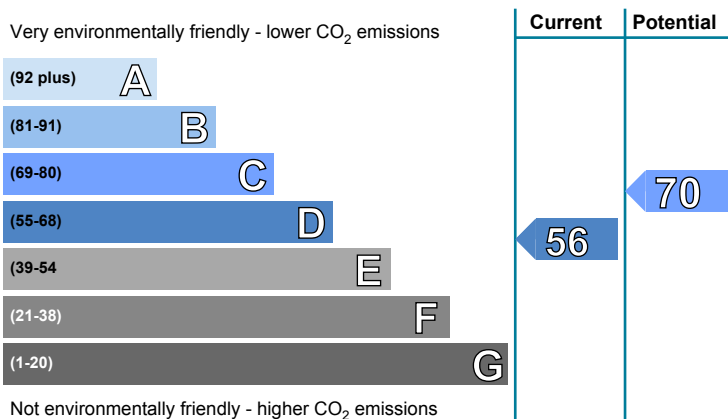 Current Potential
Very environmentally friendly - lower CO2 emissions
(92 plus) A
(81-91) B
(69-80) C
70
(55-68) D
56
(39-54 E
(21-38) F
(1-20) G
Not environmentally friendly - higher CO2 emissions